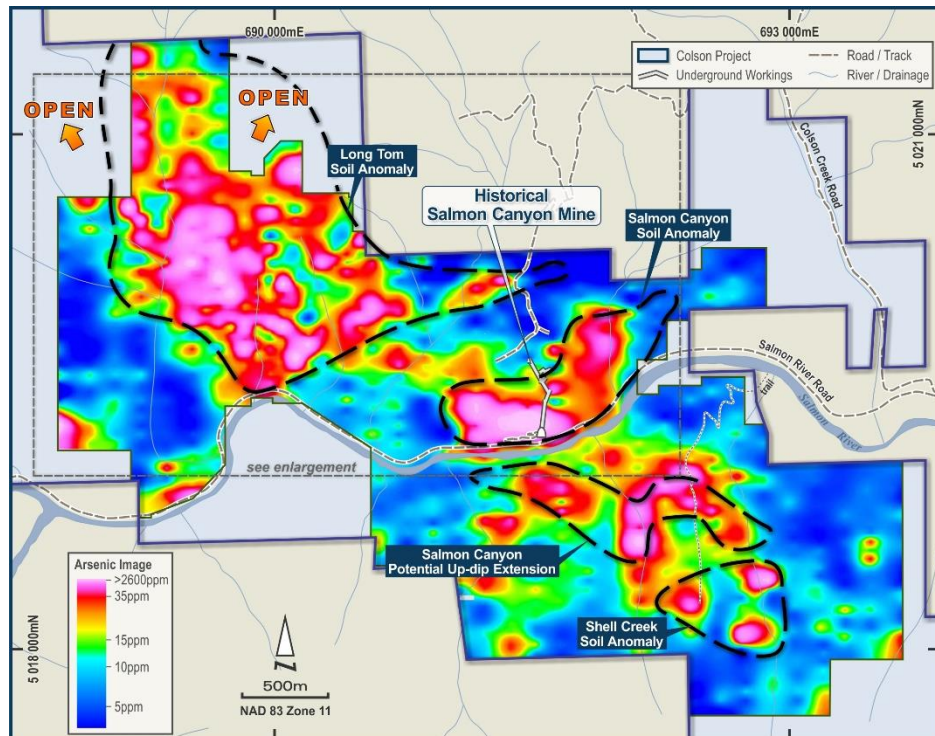 690 000mE
693 000mE
Colson Project
Road / Track
Underground Workings
River / Drainage
OPEN
OPEN
5 021 000mN
Long Tom
Soil Anomaly
Historical
Salmon Canyon Mine
Salmon Canyon
Soil Anomaly
Colson Creek Road
Salmon River Road
trail
Salmon River
see enlargement
Salmon Canyon
Potential Up-dip Extension
Shell Creek
Soil Anomaly
Arsenic Image
>2600ppm
35ppm
15ppm
10ppm
5ppm
5 018 000mN
N
500m
NAD 83 Zone 11